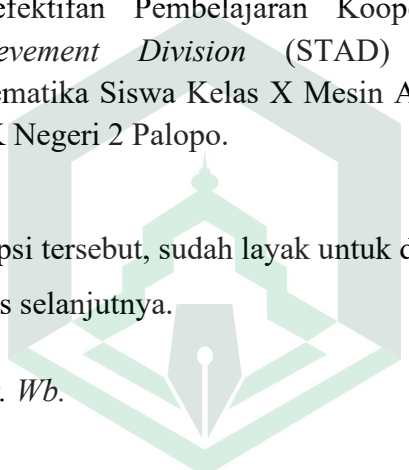 efektifan Pembelajaran Koop
evement Division (STAD)
ematika Siswa Kelas X Mesin A
Negeri 2 Palopo.
psi tersebut, sudah layak untuk d
s selanjutnya.
. Wb.